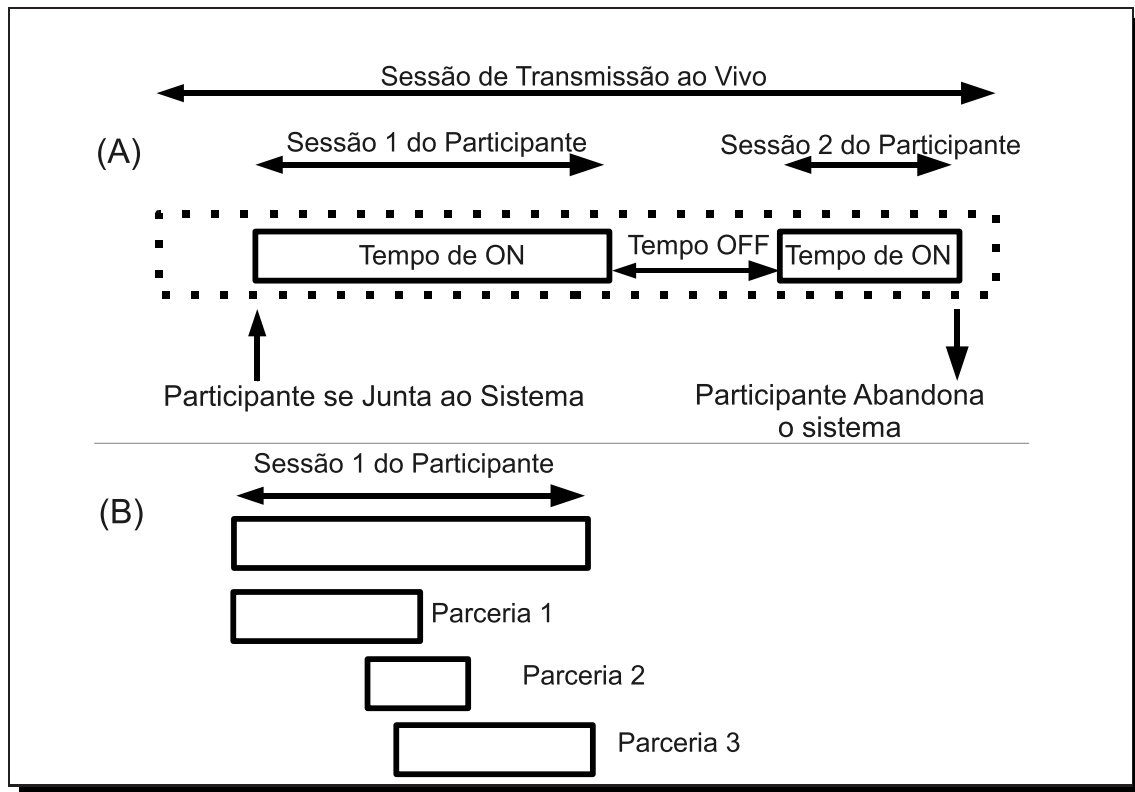 Sessão de Transmissão ao Vivo
(A)
Sessão 1 do Participante
Sessão 2 do Participante
Tempo de ON
Tempo OFF
Tempo de ON
Participante se Junta ao Sistema
Participante Abandona
o sistema
Sessão 1 do Participante
(B)
Parceria 1
Parceria 2
Parceria 3